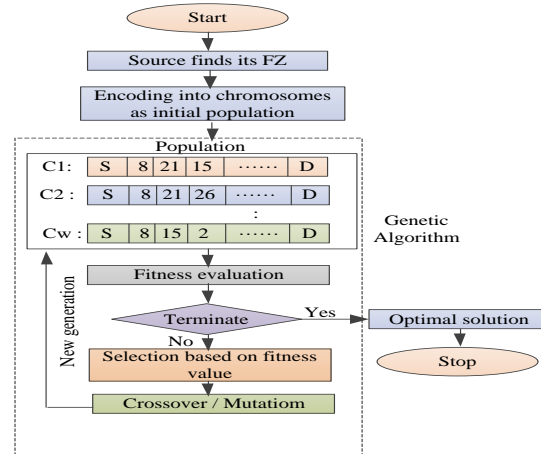 Start
Source finds its FZ
Encoding into chromosomes
as initial population
Population
C1: S 8 21 15 ...... D
C2 : S 8 21 26 ...... D
:
Cw : S 8 15 2 ...... D
Genetic
Algorithm
Fitness evaluation
Terminate
Yes
Optimal solution
No
Selection based on fitness
value
Stop
New generation
Crossover / Mutatiom